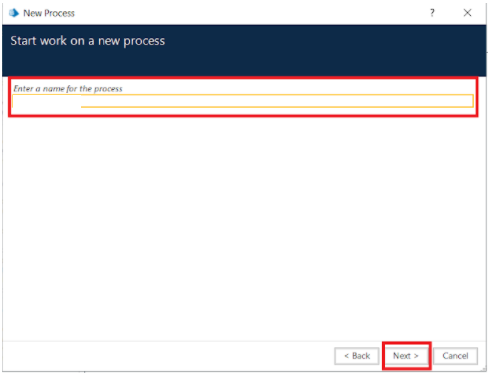 New Process ? ×
Start work on a new process
Enter a name for the process
< Back Next > Cancel